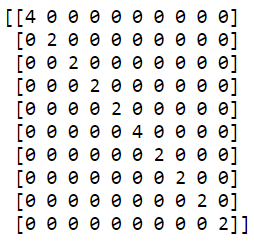 [[4 0 0 0 0 0 0 0 0 0]
[0 2 0 0 0 0 0 0 0 0]
[0 0 2 0 0 0 0 0 0 0]
[0 0 0 2 0 0 0 0 0 0]
[0 0 0 0 2 0 0 0 0 0]
[0 0 0 0 0 4 0 0 0 0]
[0 0 0 0 0 0 2 0 0 0]
[0 0 0 0 0 0 0 2 0 0]
[0 0 0 0 0 0 0 0 2 0]
[0 0 0 0 0 0 0 0 0 2]]